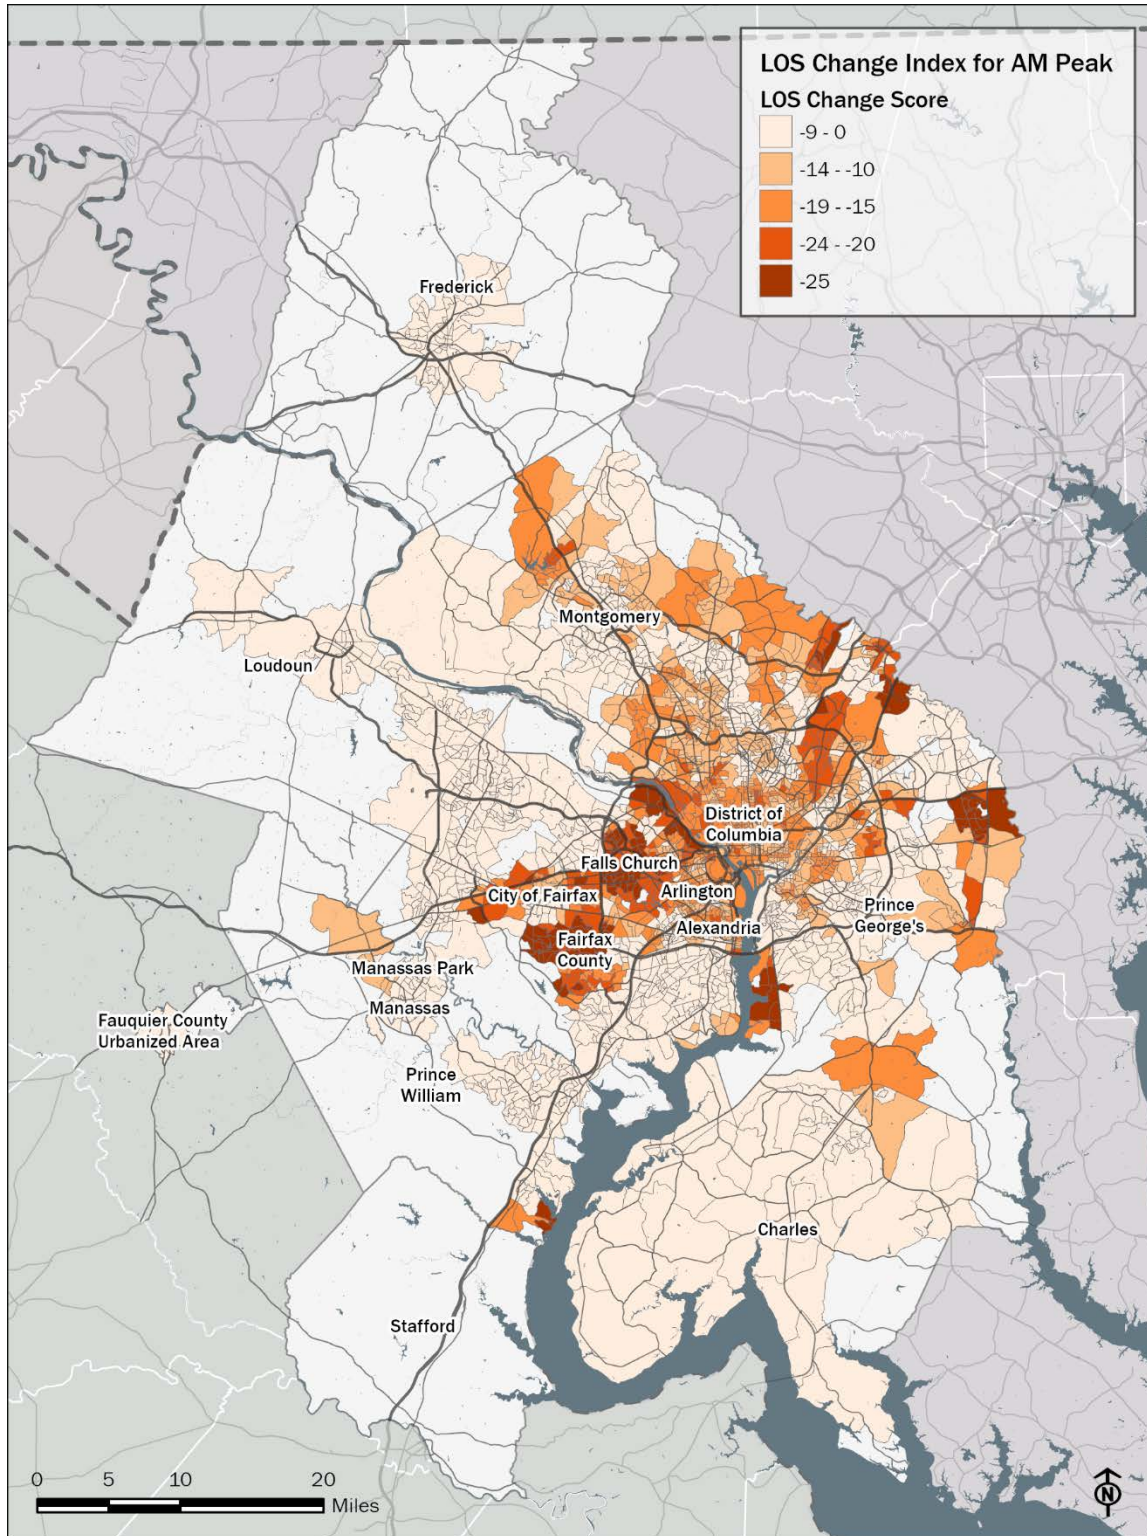 LOS Change Index for AM Peak
LOS Change Score
-9 - 0
-14 - -10
-19 - -15
-24 - -20
-25
Frederick
Montgomery
Loudoun
District of
Columbia
Falls Church
City of Fairfax
Arlington
Prince
George's
Alexandria
Fairfax
County
Manassas Park
Manassas
Fauquier County
Urbanized Area
Prince
William
Charles
Stafford
0 5 10 20
Miles
N